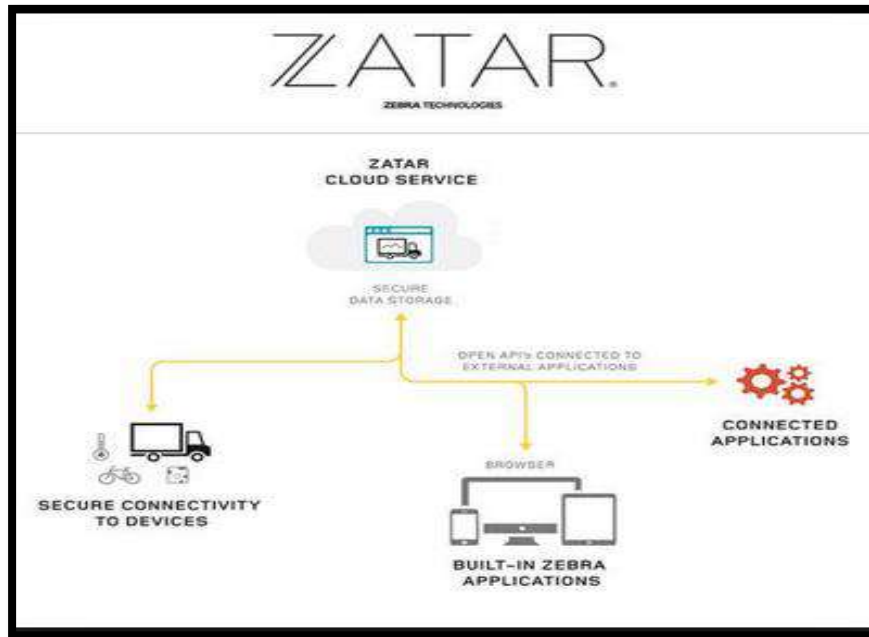 ZATAR®
ZEBRA TECHNOLOGIES
ZATAR
CLOUD SERVICE
SECURE
DATA STORAGE
OPEN API's CONNECTED TO
EXTERNAL APPLICATIONS
CONNECTED
APPLICATIONS
BROWSER
SECURE CONNECTIVITY
TO DEVICES
BUILT-IN ZEBRA
APPLICATIONS